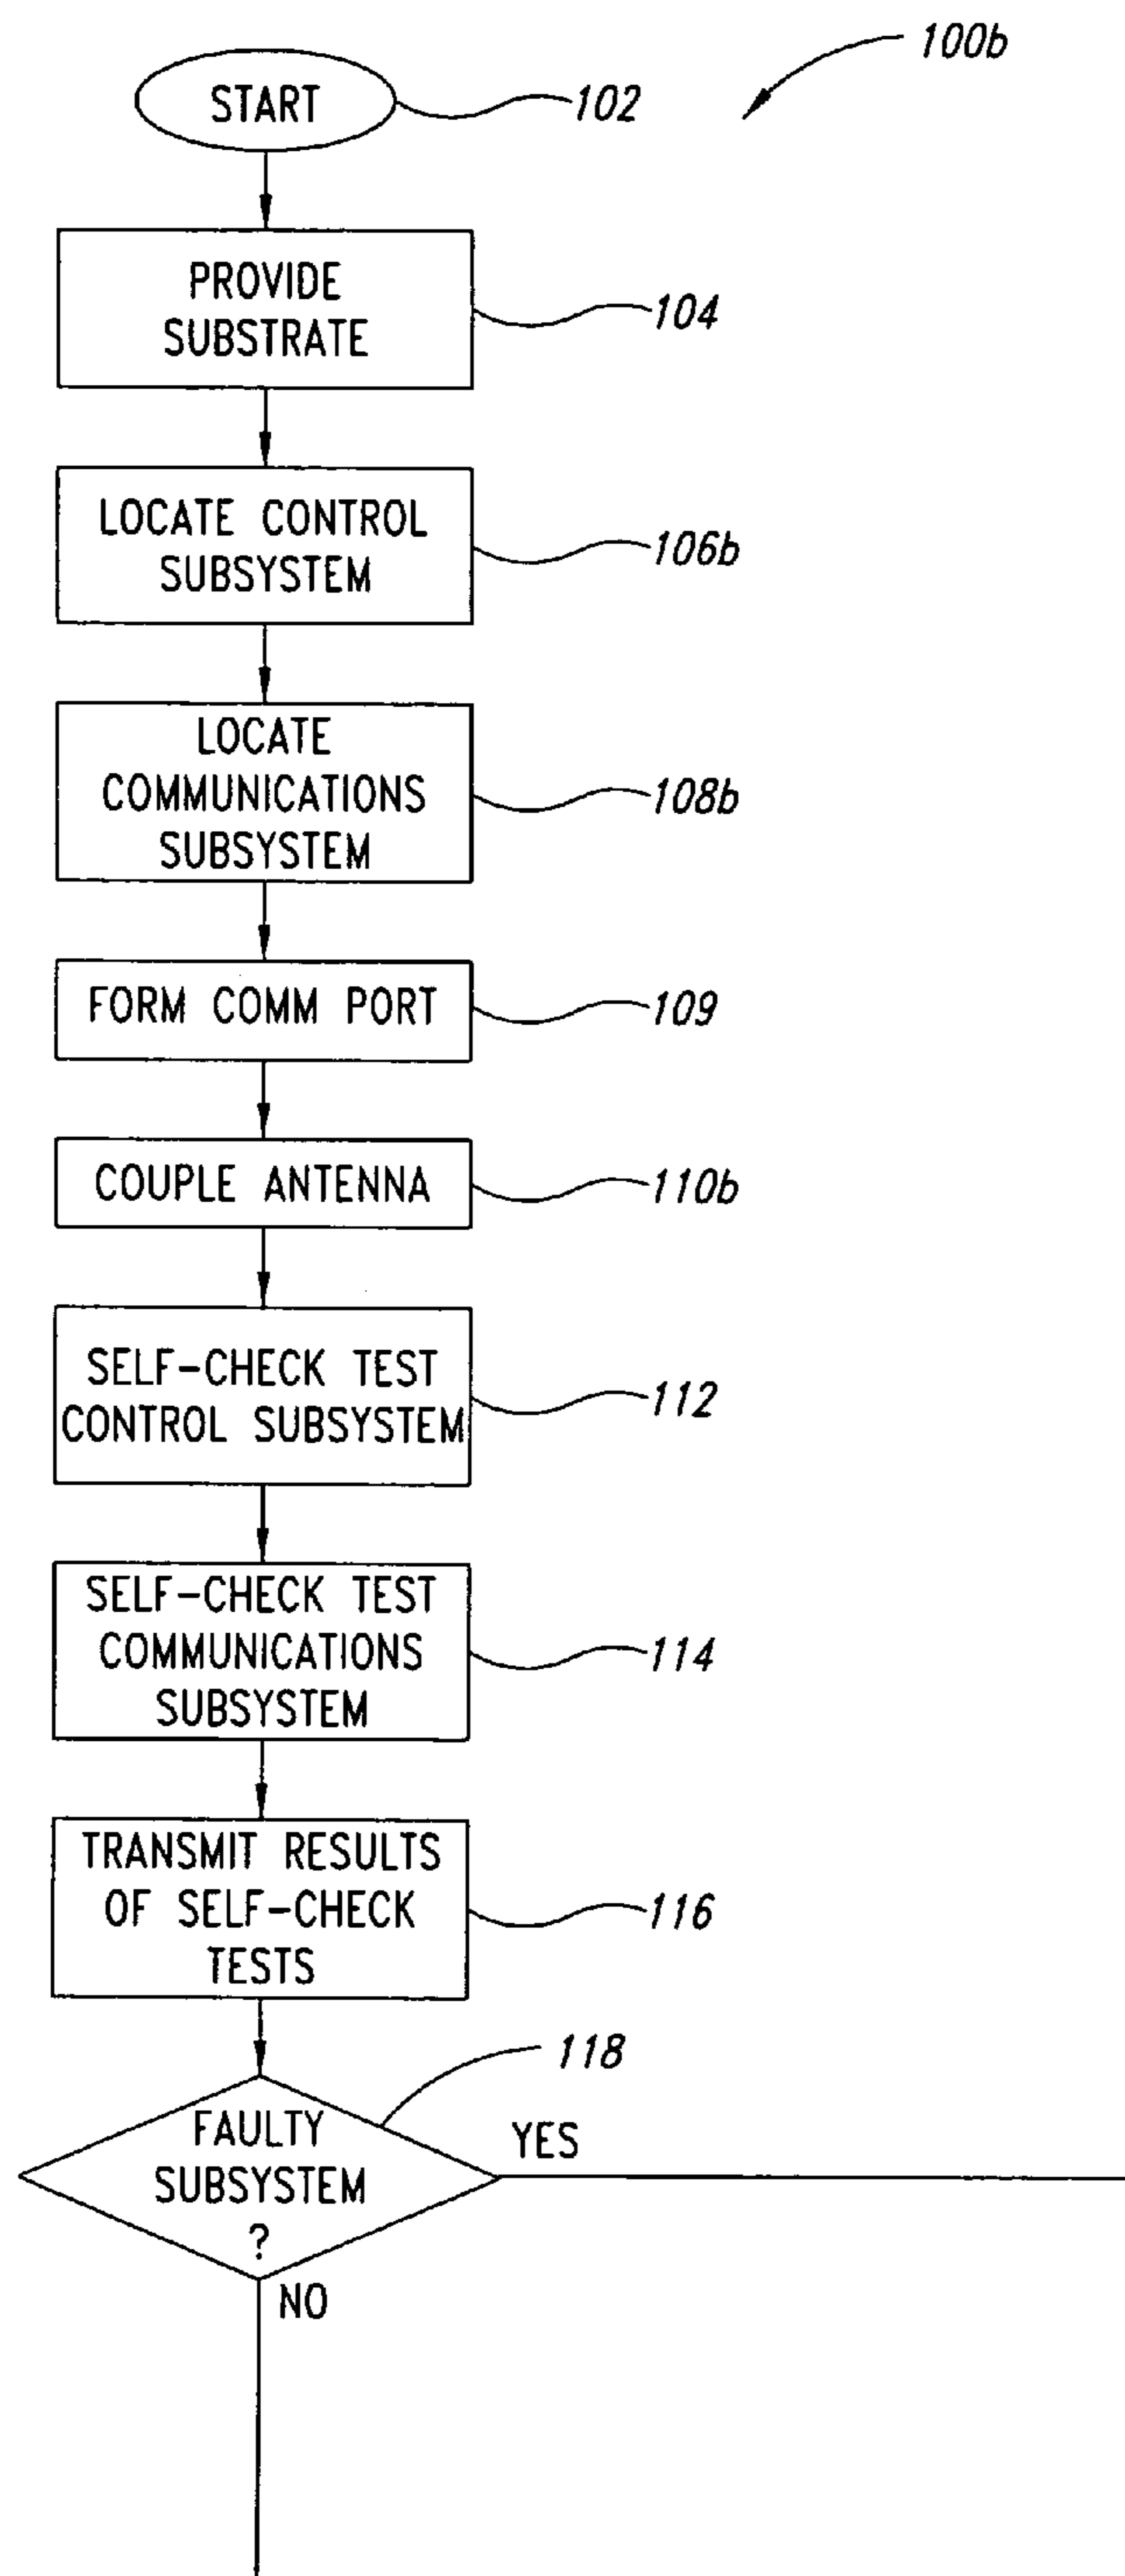 100b
START
102
PROVIDE
SUBSTRATE
104
LOCATE CONTROL
SUBSYSTEM
106b
LOCATE
COMMUNICATIONS
SUBSYSTEM
108b
FORM COMM PORT
109
COUPLE ANTENNA
110b
SELF-CHECK TEST
CONTROL SUBSYSTEM
112
SELF-CHECK TEST
COMMUNICATIONS
SUBSYSTEM
114
TRANSMIT RESULTS
OF SELF-CHECK
TESTS
116
118
FAULTY
SUBSYSTEM
?
YES
NO